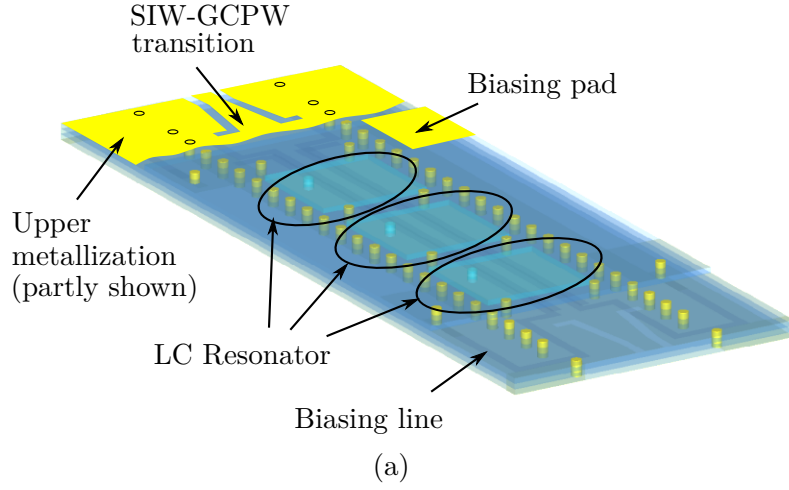 SIW-GCPW
transition
Biasing pad
Upper
metallization
(partly shown)
LC Resonator
Biasing line
(a)